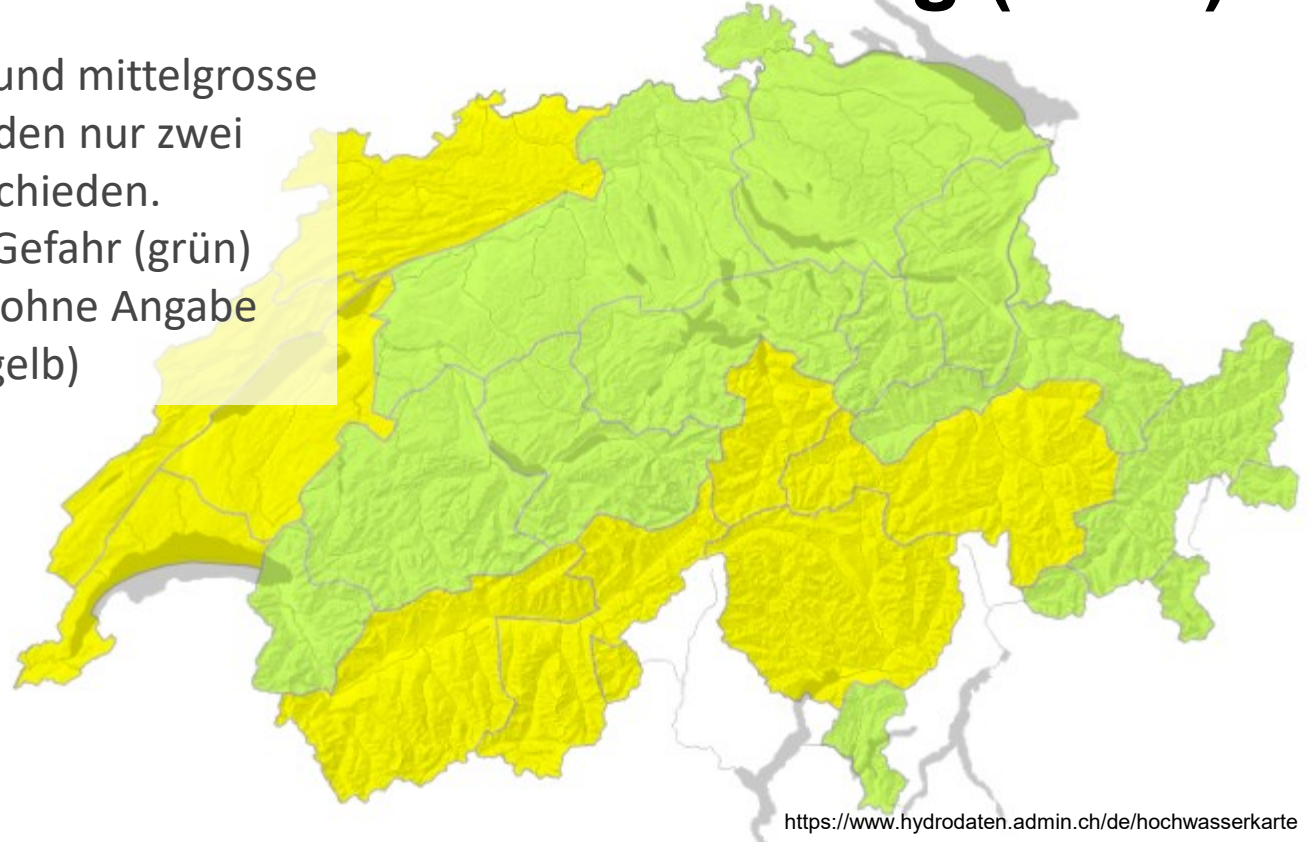 und mittelgrosse
den nur zwei
chieden.
Gefahr (grün)
ohne Angabe
gelb)
https://www.hydrodaten.admin.ch/de/hochwasserkarte